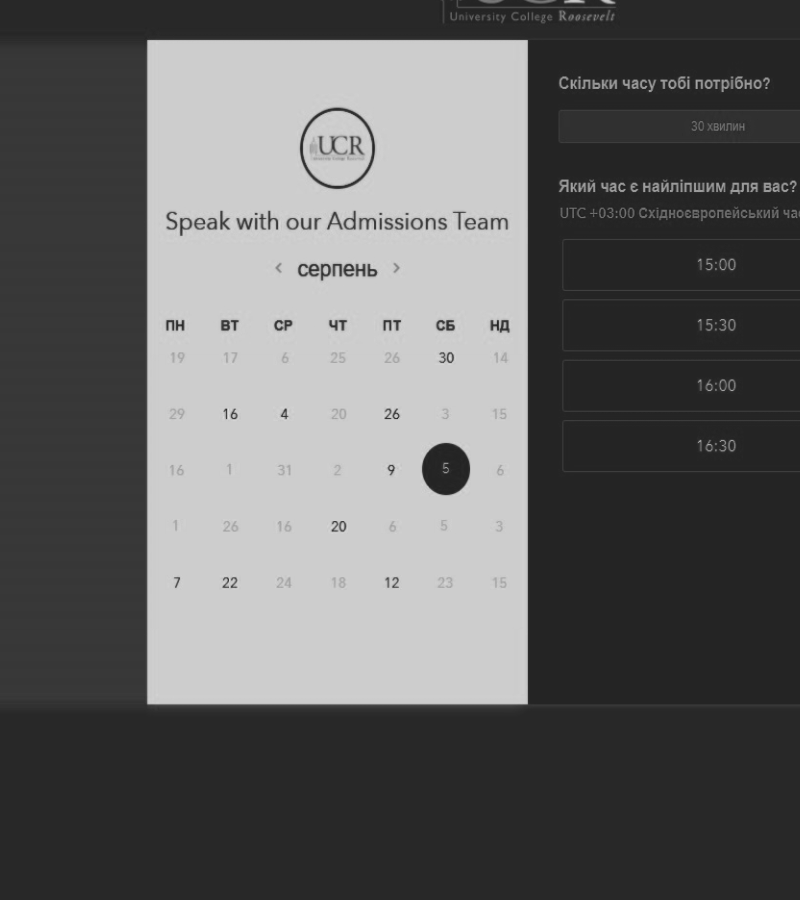 University College Roosevelt
UCR
Speak with our Admissions Team
< серпень >
ПН ВТ СР ЧТ ПТ СБ НД
19 17 6 25 26 30 14
29 16 4 20 26 3 15
16 1 31 2 9 5 6
1 26 16 20 6 5 3
7 22 24 18 12 23 15
Скільки часу тобі потрібно?
30 хвилин
Який час є найліпшим для вас?
UTC +03:00 Східноєвропейський ча
15:00
15:30
16:00
16:30